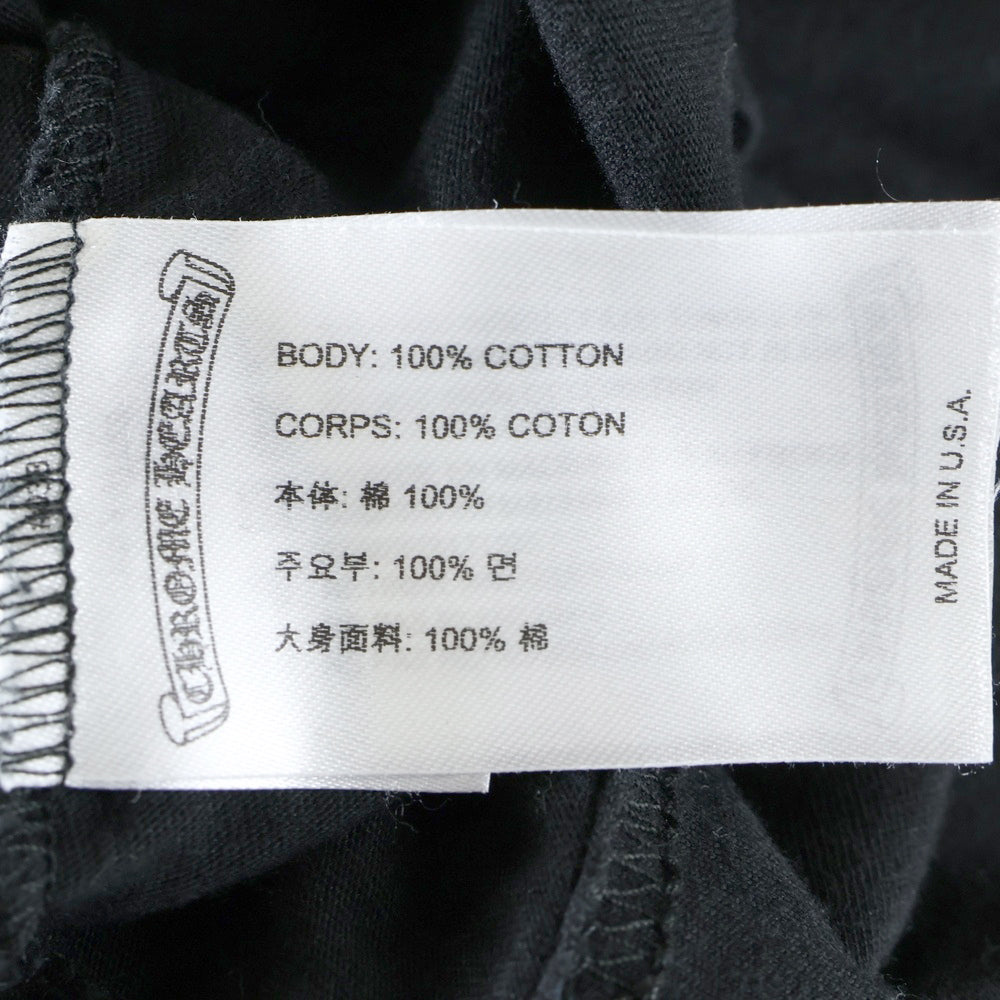 CHROME HEARTS
BODY: 100% COTTON
CORPS: 100% COTON
本体: 棉 100%
주요부: 100% 면
大身面料: 100% 棉
MADE IN U.S.A.